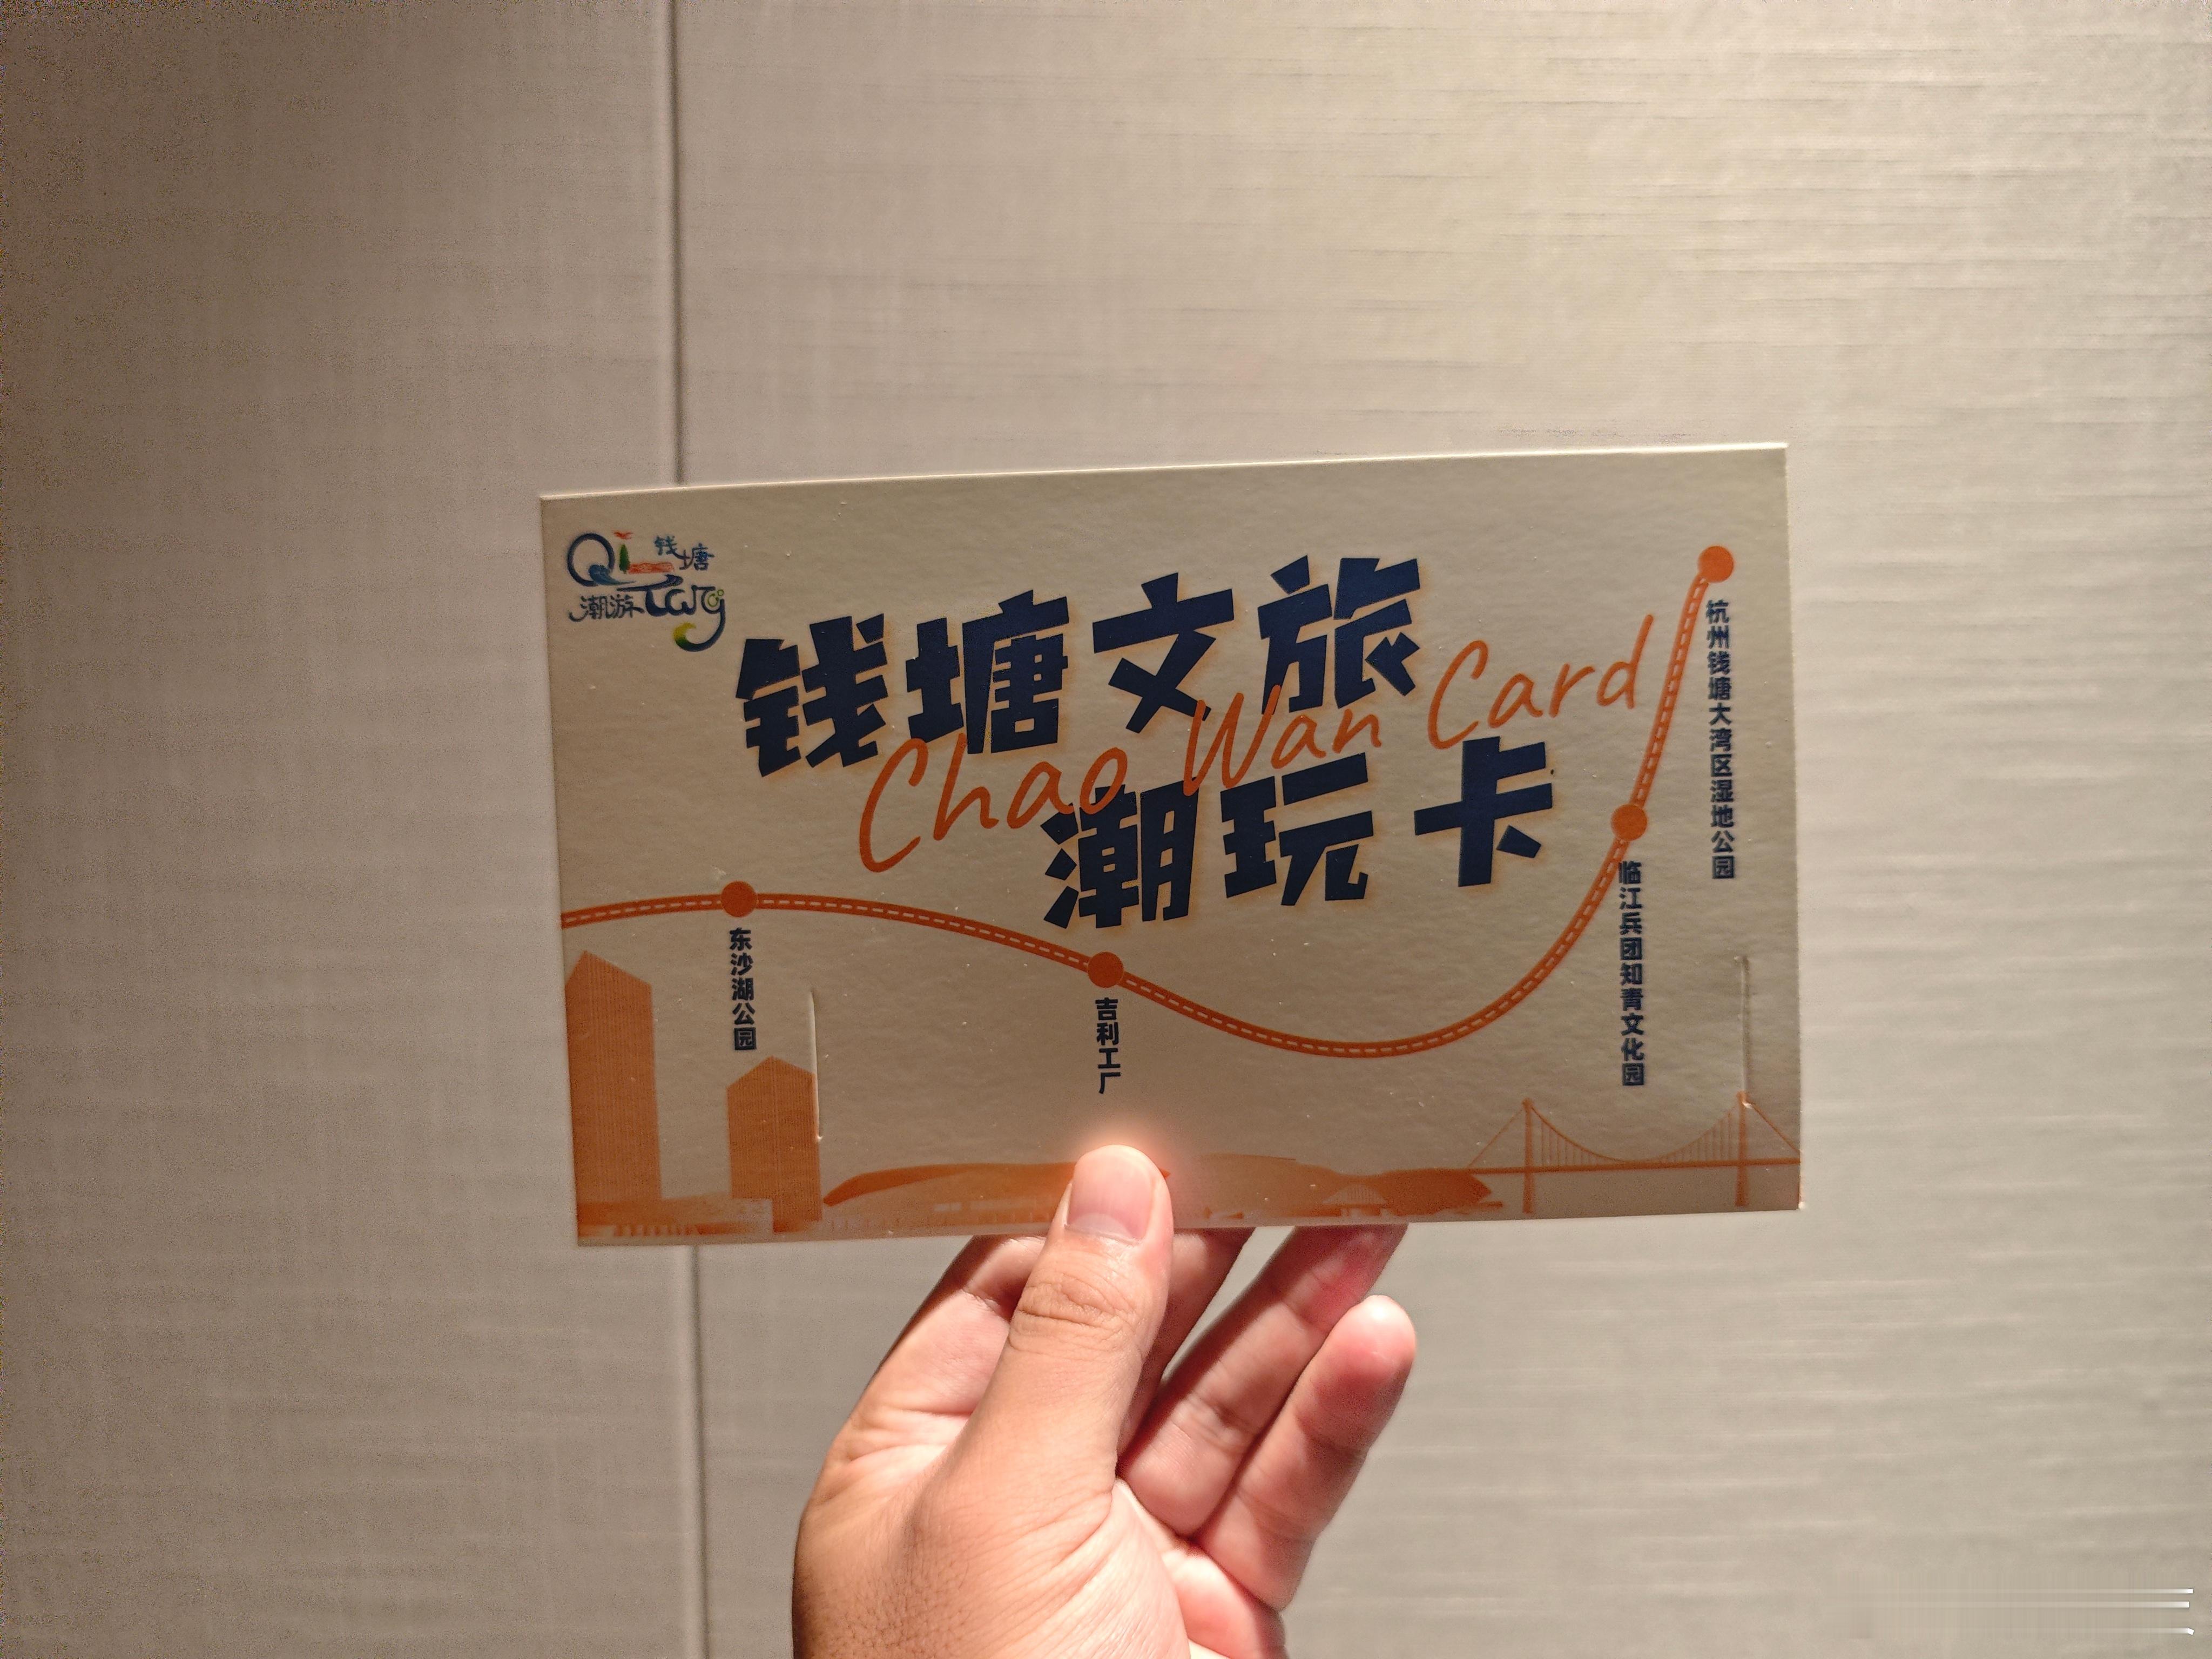 Qi 钱塘
潮游 Tang
钱塘文旅
Chao Wan Card
潮玩卡
东沙湖公园
吉利工厂
临江兵团知青文化园
杭州钱塘大湾区湿地公园